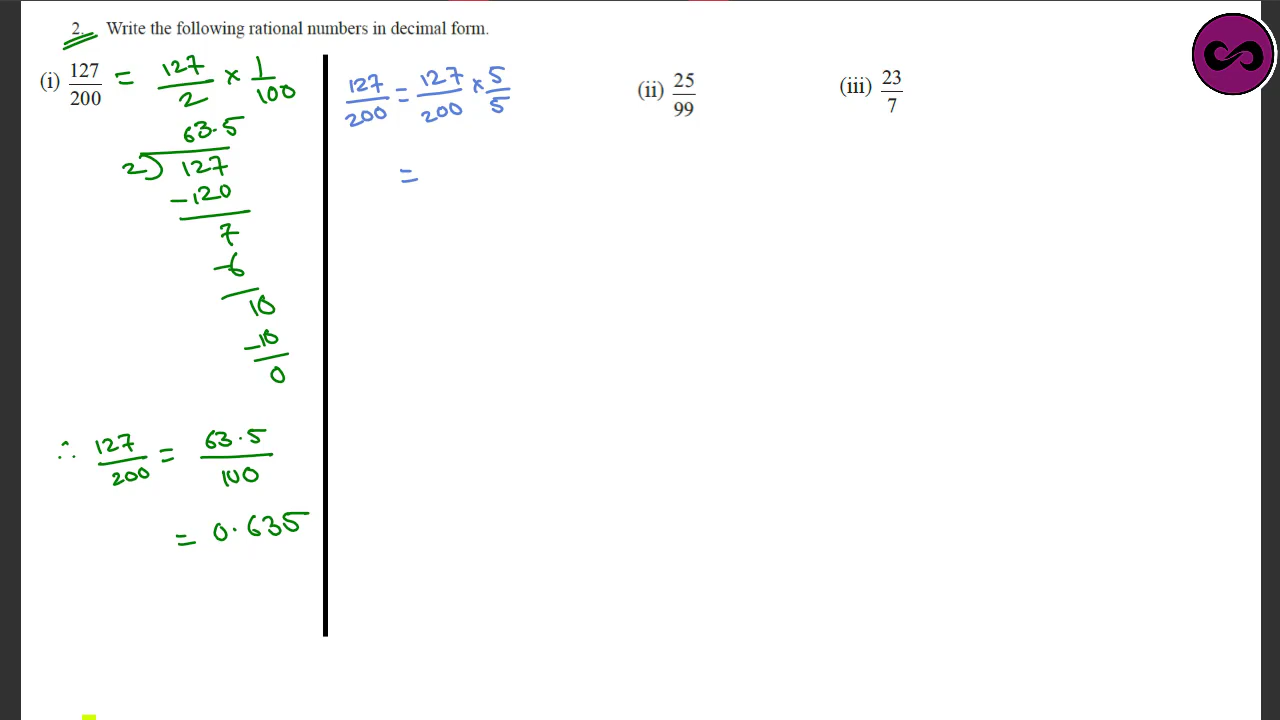 2. Write the following rational numbers in decimal form.
(i) 127/200 = 127/2 × 1/100
63.5
2) 127
-120
7
-6
10
-10
0
∴ 127/200 = 63.5/100
= 0.635
127/200 = 127/200 × 5/5
=
(ii) 25/99
(iii) 23/7